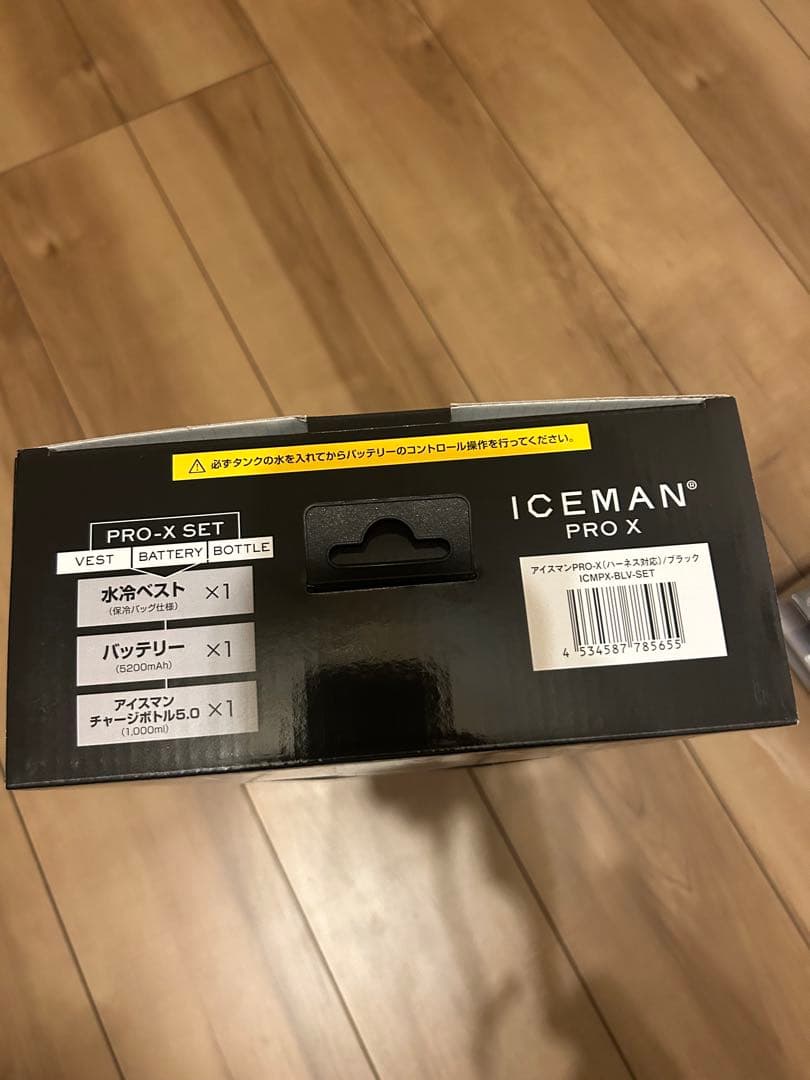 ⚠ 必ずタンクの水を入れてからバッテリーのコントロール操作を行ってください。
PRO-X SET
VEST BATTERY BOTTLE
水冷ベスト ×1
(保冷バッグ仕様)
バッテリー ×1
(5200mAh)
アイスマン
チャージボトル5.0 ×1
(1,000ml)
ICEMAN®
PRO X
アイスマンPRO-X(ハーネス対応)/ブラック
ICMPX-BLV-SET
4 534587 785655